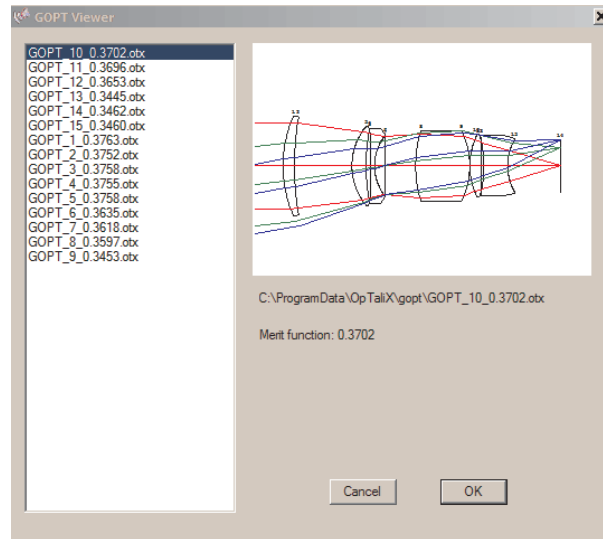 GOPT Viewer
GOPT_10_0.3702.otx
GOPT_11_0.3696.otx
GOPT_12_0.3653.otx
GOPT_13_0.3445.otx
GOPT_14_0.3462.otx
GOPT_15_0.3460.otx
GOPT_1_0.3763.otx
GOPT_2_0.3752.otx
GOPT_3_0.3758.otx
GOPT_4_0.3755.otx
GOPT_5_0.3758.otx
GOPT_6_0.3635.otx
GOPT_7_0.3618.otx
GOPT_8_0.3597.otx
GOPT_9_0.3453.otx
C:\ProgramData\OpTaliX\gopt\GOPT_10_0.3702.otx
Merit function: 0.3702
Cancel
OK